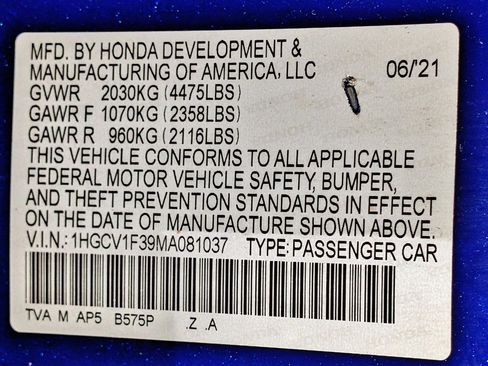 MFD. BY HONDA DEVELOPMENT &
MANUFACTURING OF AMERICA, LLC 06/'21
GVWR 2030KG (4475LBS)
GAWR F 1070KG (2358LBS)
GAWR R 960KG (2116LBS)
THIS VEHICLE CONFORMS TO ALL APPLICABLE
FEDERAL MOTOR VEHICLE SAFETY, BUMPER,
AND THEFT PREVENTION STANDARDS IN EFFECT
ON THE DATE OF MANUFACTURE SHOWN ABOVE.
V.I.N.: 1HGCV1F39MA081037 TYPE: PASSENGER CAR
TVA M AP5 B575P .Z .A